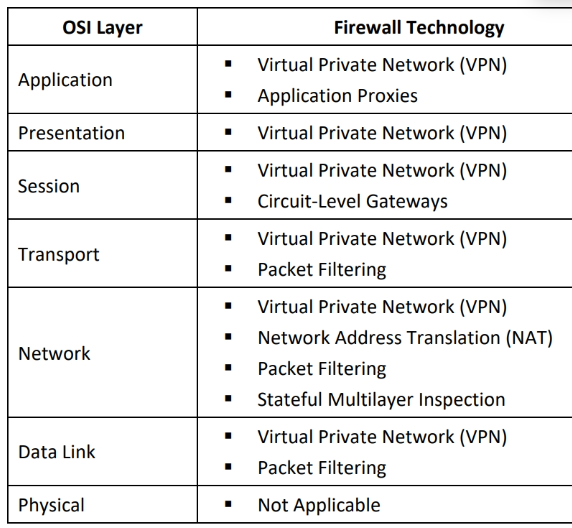 OSI Layer Firewall Technology
Application
▪ Virtual Private Network (VPN)
▪ Application Proxies
Presentation
▪ Virtual Private Network (VPN)
Session
▪ Virtual Private Network (VPN)
▪ Circuit-Level Gateways
Transport
▪ Virtual Private Network (VPN)
▪ Packet Filtering
Network
▪ Virtual Private Network (VPN)
▪ Network Address Translation (NAT)
▪ Packet Filtering
▪ Stateful Multilayer Inspection
Data Link
▪ Virtual Private Network (VPN)
▪ Packet Filtering
Physical
▪ Not Applicable